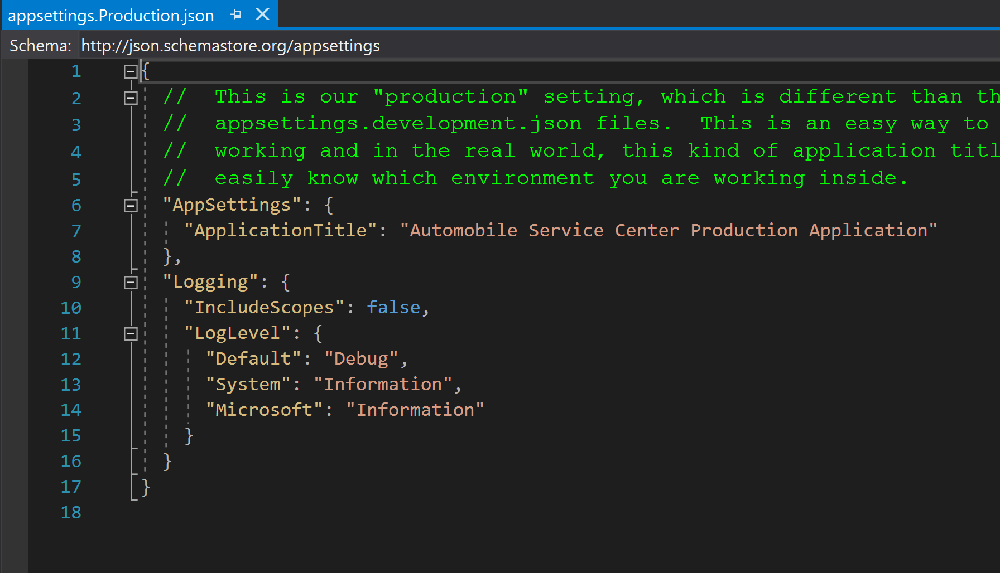 appsettings.Production.json
Schema: http://json.schemastore.org/appsettings
1 {
2 // This is our "production" setting, which is different than th
3 // appsettings.development.json files. This is an easy way to
4 // working and in the real world, this kind of application titl
5 // easily know which environment you are working inside.
6 "AppSettings": {
7 "ApplicationTitle": "Automobile Service Center Production Application"
8 },
9 "Logging": {
10 "IncludeScopes": false,
11 "LogLevel": {
12 "Default": "Debug",
13 "System": "Information",
14 "Microsoft": "Information"
15 }
16 }
17 }
18